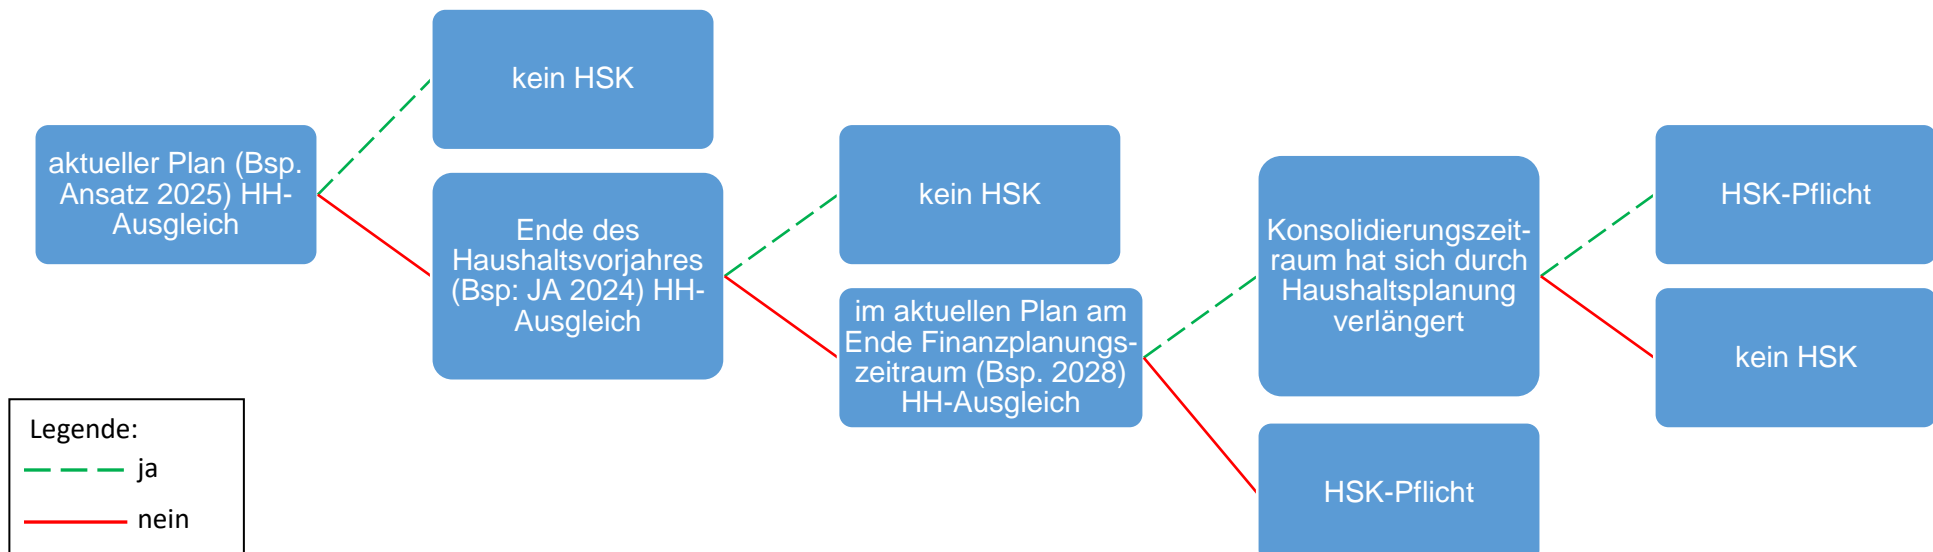 aktueller Plan (Bsp.
Ansatz 2025) HH-
Ausgleich
kein HSK
Ende des
Haushaltsvorjahres
(Bsp: JA 2024) HH-
Ausgleich
kein HSK
im aktuellen Plan am
Ende Finanzplanungs-
zeitraum (Bsp. 2028)
HH-Ausgleich
Konsolidierungszeit-
raum hat sich durch
Haushaltsplanung
verlängert
HSK-Pflicht
HSK-Pflicht
kein HSK
Legende:
ja
nein